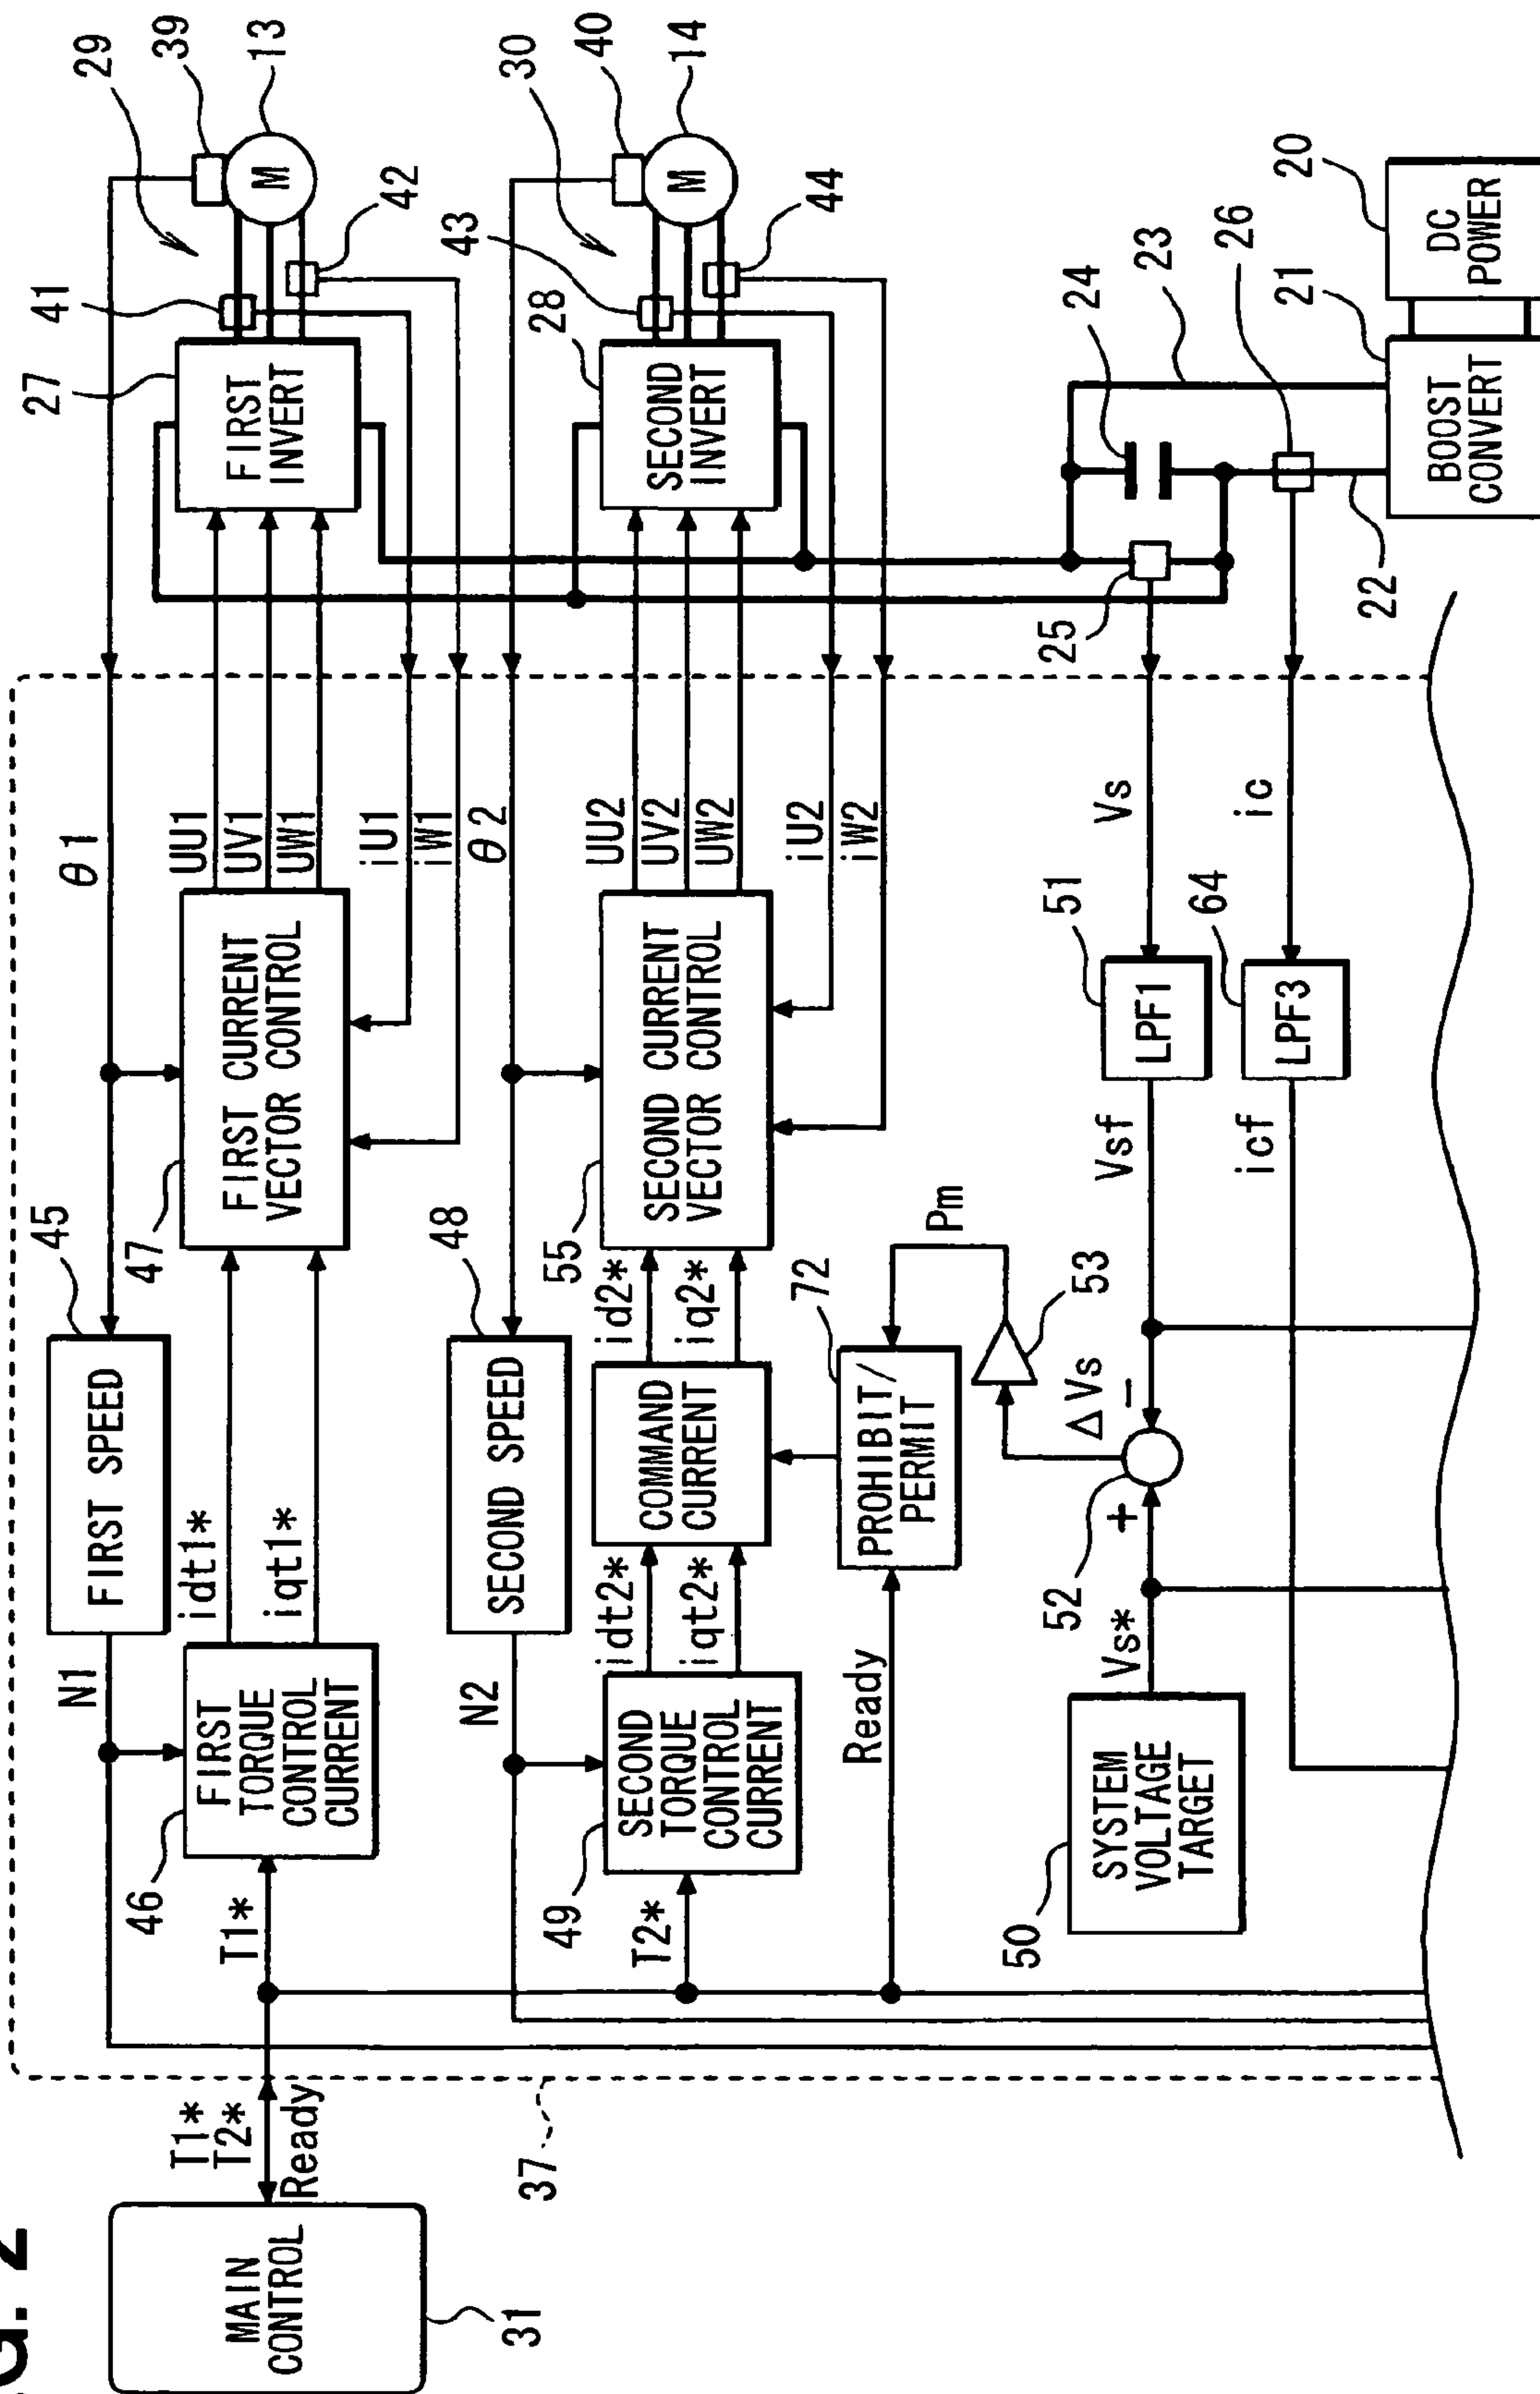 G. 2
MAIN
CONTROL
31
T1*
T2*
Ready
37
N1
45
FIRST SPEED
θ1
29
39
13
M
T1*
46
FIRST
TORQUE
CONTROL
CURRENT
idt1*
iqt1*
47
FIRST CURRENT
VECTOR CONTROL
UU1
UV1
UW1
iU1
iW1
27
FIRST
INVERT
41
42
N2
48
SECOND SPEED
θ2
30
40
14
M
T2*
49
SECOND
TORQUE
CONTROL
CURRENT
idt2*
iqt2*
COMMAND
CURRENT
id2*
iq2*
55
SECOND CURRENT
VECTOR CONTROL
UU2
UV2
UW2
iU2
iW2
28
SECOND
INVERT
43
44
Ready
72
PROHIBIT/
PERMIT
Pm
53
50
SYSTEM
VOLTAGE
TARGET
Vs*
52
+
−
ΔVs
Vsf
51
LPF1
Vs
25
24
23
icf
64
LPF3
ic
22
26
21
BOOST
CONVERT
20
DC
POWER